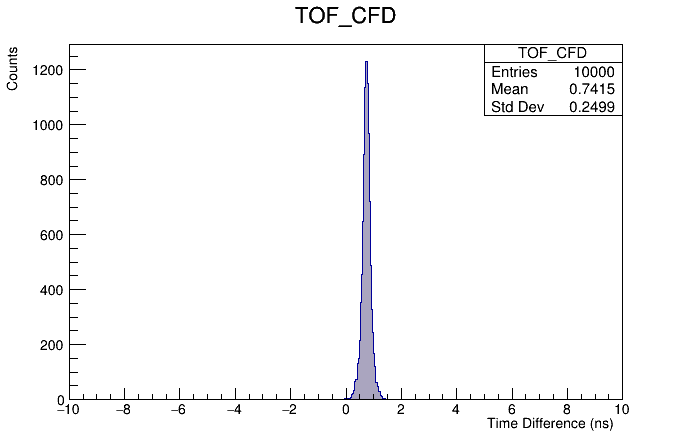 TOF_CFD
Counts
TOF_CFD
Entries 10000
Mean 0.7415
Std Dev 0.2499
1200
1000
800
600
400
200
0
−10 −8 −6 −4 −2 0 2 4 6 8 10
Time Difference (ns)